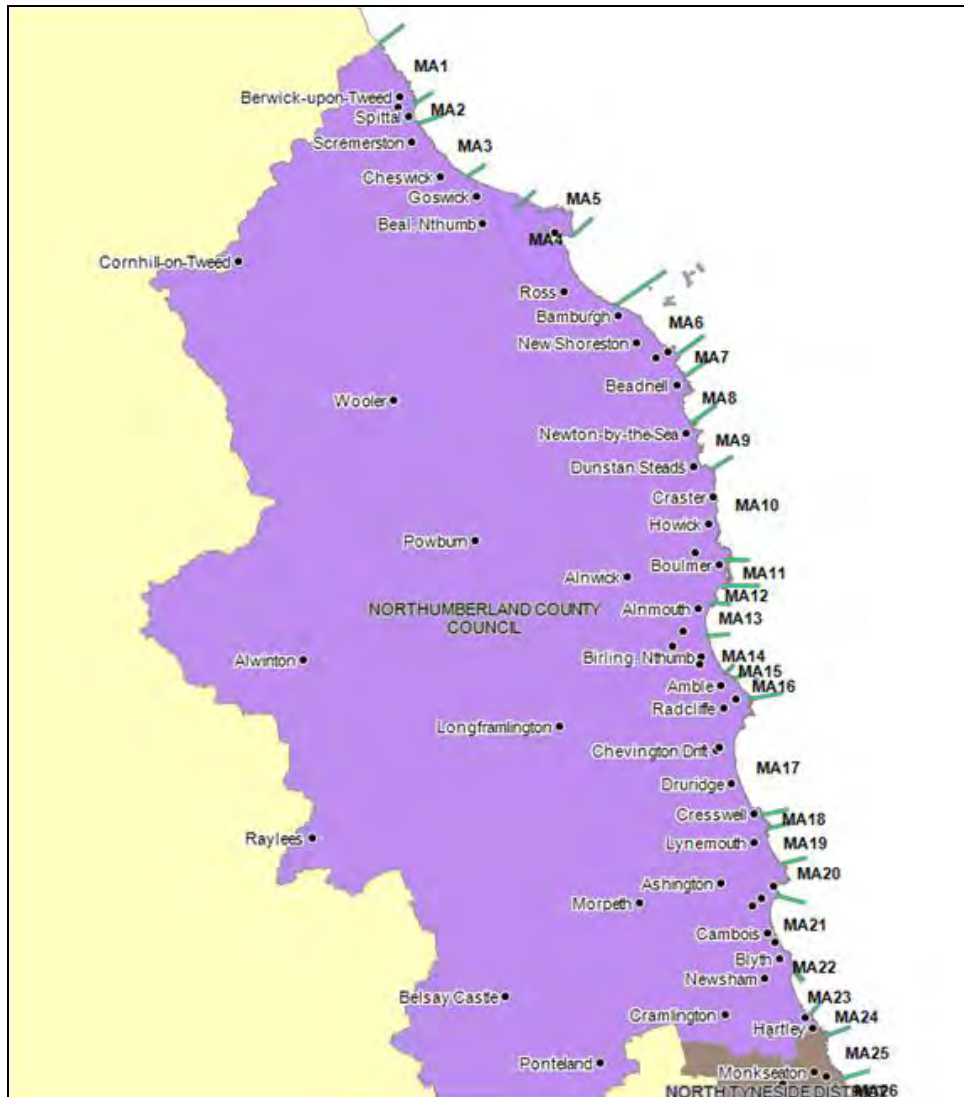 MA1
Berwick-upon-Tweed
MA2
Spittal
Scremerston
MA3
Cheswick
Goswick
MA5
Beal, Nthumb
MA4
Cornhill-on-Tweed
Ross
Bamburgh
MA6
New Shoreston
MA7
Beadnell
Wooler
MA8
Newton-by-the-Sea
MA9
Dunstan Steads
Craster
MA10
Howick
Powburn
Boulmer
MA11
Alnwick
MA12
Alnmouth
NORTHUMBERLAND COUNTY
COUNCIL
MA13
Birling, Nthumb
MA14
Alwinton
MA15
Amble
MA16
Radcliffe
Longframlington
Chevington Drift
MA17
Druridge
Cresswell
MA18
Raylees
Lynemouth
MA19
MA20
Ashington
Morpeth
MA21
Cambois
Blyth
MA22
Newsham
Belsay Castle
MA23
Cramlington
MA24
Hartley
MA25
Ponteland
Monkseaton
NORTH TYNESIDE
MA26